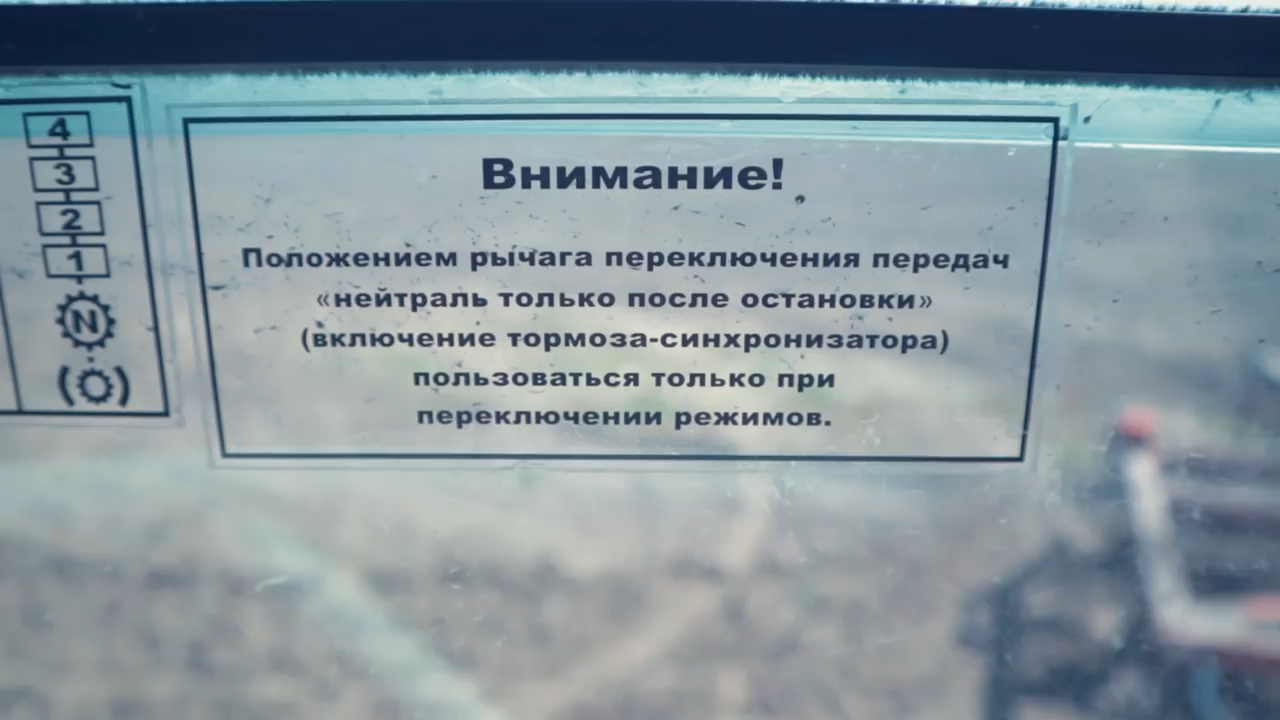 4
3
2
1
N
Внимание!
Положением рычага переключения передач
«нейтраль только после остановки»
(включение тормоза-синхронизатора)
пользоваться только при
переключении режимов.